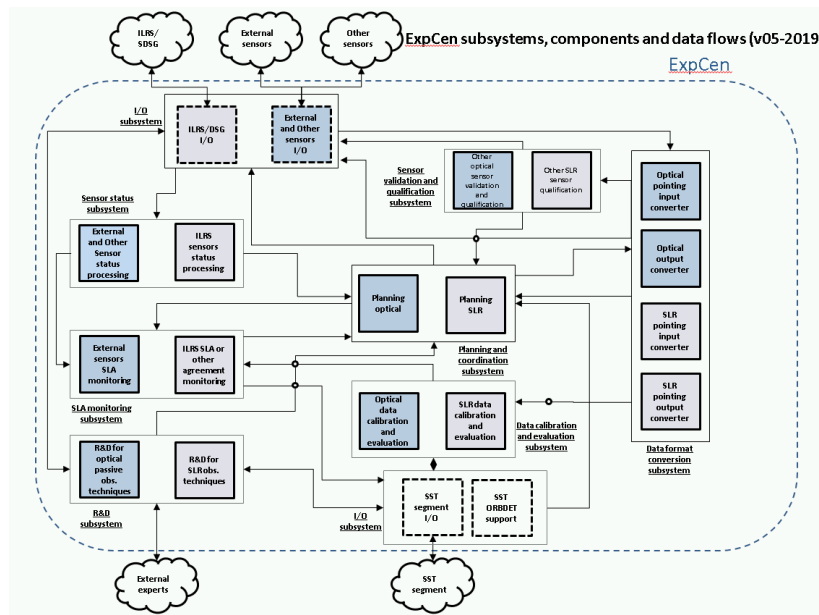 ILRS/
SDSG
External
sensors
Other
sensors
ExpCen subsystems, components and data flows (v05-2019
ExpCen
I/O
subsystem
ILRS/DSG
I/O
External
and Other
sensors
I/O
Sensor
validation and
qualification
subsystem
Other
optical
sensor
validation
and
qualification
Other SLR
sensor
qualification
Optical
pointing
input
converter
Optical
output
converter
SLR
pointing
input
converter
SLR
pointing
output
converter
Data format
conversion
subsystem
Sensor status
subsystem
External
and Other
Sensor
status
processing
ILRS
sensors
status
processing
Planning
optical
Planning
SLR
Planning and
coordination
subsystem
External
sensors
SLA
monitoring
ILRS SLA or
other
agreement
monitoring
SLA monitoring
subsystem
Optical
data
calibration
and
evaluation
SLR data
calibration
and
evaluation
Data calibration
and evaluation
subsystem
R&D for
optical
passive
obs.
techniques
R&D for
SLR obs.
techniques
R&D
subsystem
I/O
subsystem
SST
segment
I/O
SST
ORBDET
support
External
experts
SST
segment